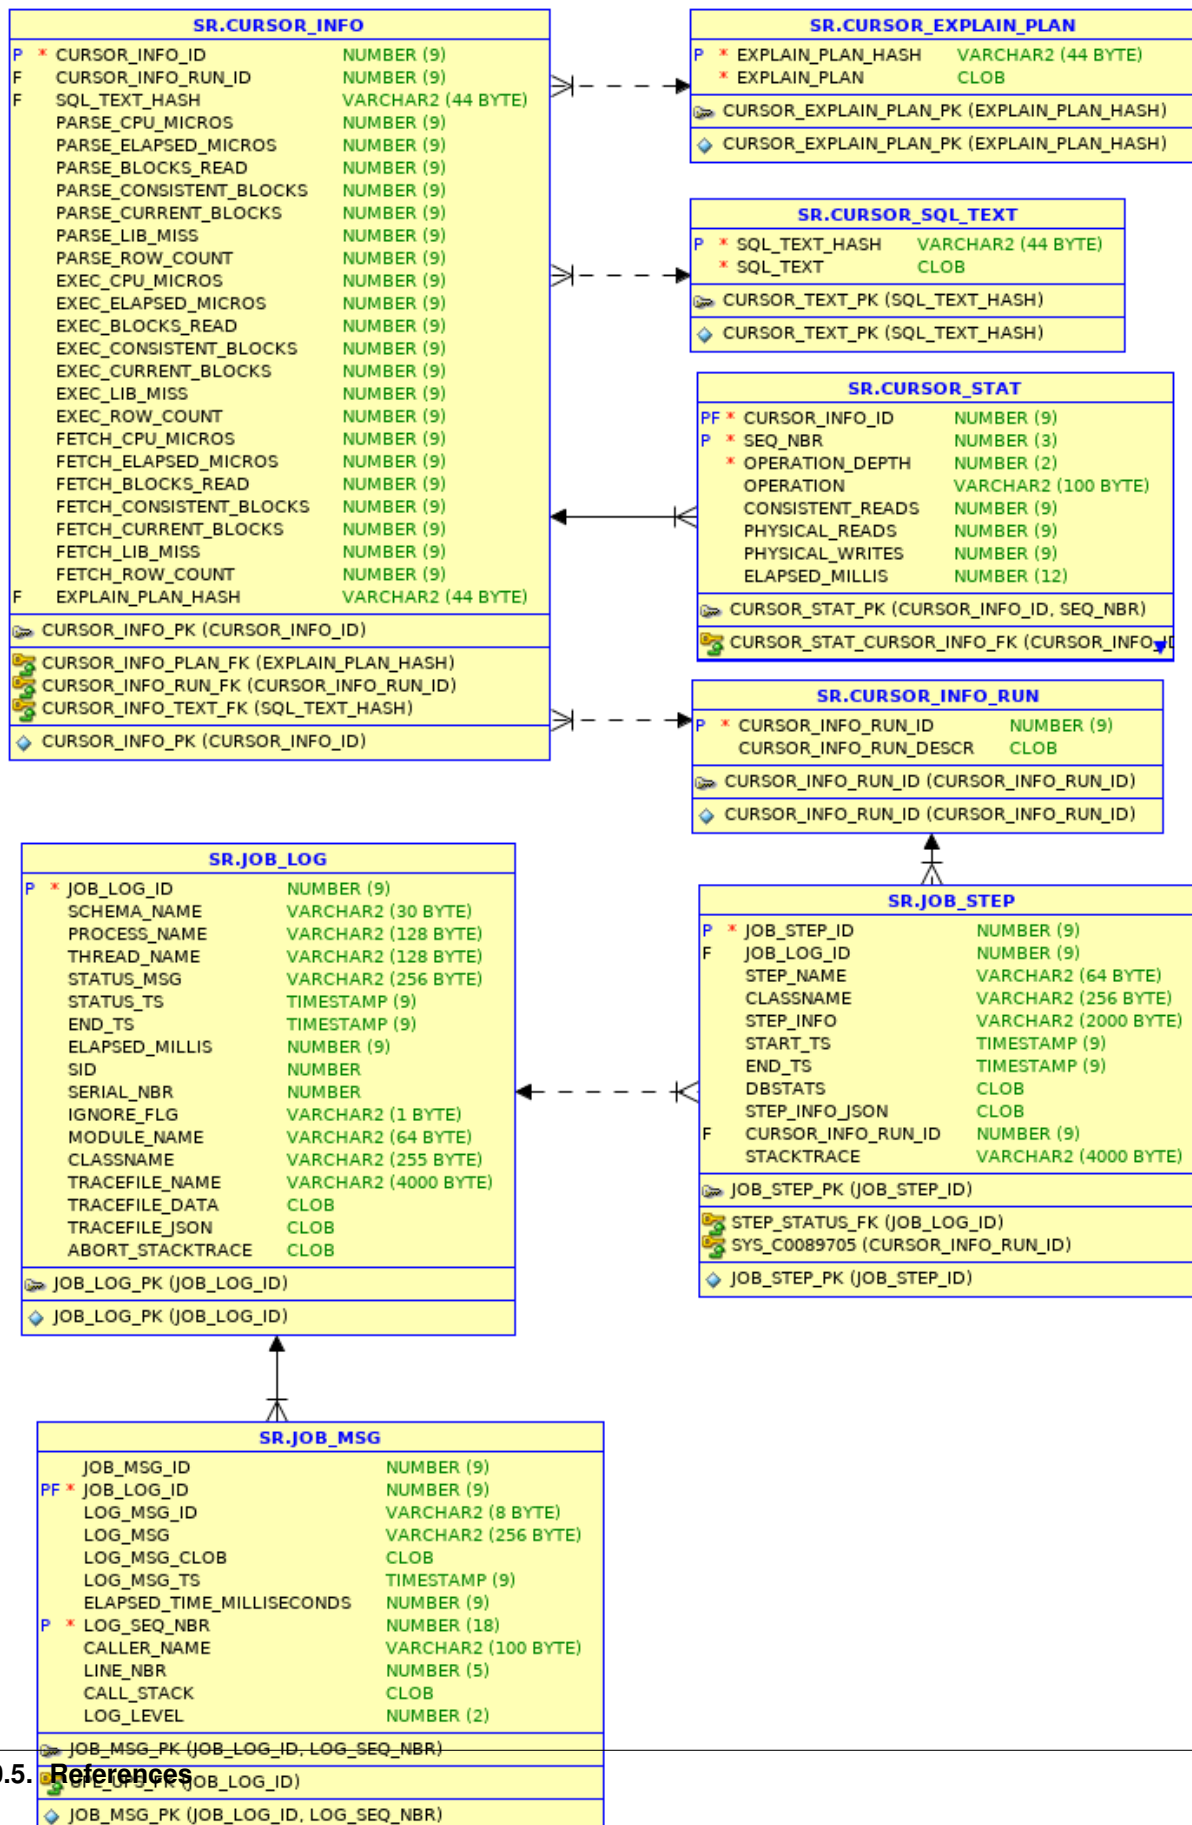 SR.CURSOR_INFO
P * CURSOR_INFO_ID NUMBER (9)
F CURSOR_INFO_RUN_ID NUMBER (9)
F SQL_TEXT_HASH VARCHAR2 (44 BYTE)
PARSE_CPU_MICROS NUMBER (9)
PARSE_ELAPSED_MICROS NUMBER (9)
PARSE_BLOCKS_READ NUMBER (9)
PARSE_CONSISTENT_BLOCKS NUMBER (9)
PARSE_CURRENT_BLOCKS NUMBER (9)
PARSE_LIB_MISS NUMBER (9)
PARSE_ROW_COUNT NUMBER (9)
EXEC_CPU_MICROS NUMBER (9)
EXEC_ELAPSED_MICROS NUMBER (9)
EXEC_BLOCKS_READ NUMBER (9)
EXEC_CONSISTENT_BLOCKS NUMBER (9)
EXEC_CURRENT_BLOCKS NUMBER (9)
EXEC_LIB_MISS NUMBER (9)
EXEC_ROW_COUNT NUMBER (9)
FETCH_CPU_MICROS NUMBER (9)
FETCH_ELAPSED_MICROS NUMBER (9)
FETCH_BLOCKS_READ NUMBER (9)
FETCH_CONSISTENT_BLOCKS NUMBER (9)
FETCH_CURRENT_BLOCKS NUMBER (9)
FETCH_LIB_MISS NUMBER (9)
FETCH_ROW_COUNT NUMBER (9)
F EXPLAIN_PLAN_HASH VARCHAR2 (44 BYTE)
CURSOR_INFO_PK (CURSOR_INFO_ID)
CURSOR_INFO_PLAN_FK (EXPLAIN_PLAN_HASH)
CURSOR_INFO_RUN_FK (CURSOR_INFO_RUN_ID)
CURSOR_INFO_TEXT_FK (SQL_TEXT_HASH)
CURSOR_INFO_PK (CURSOR_INFO_ID)
SR.CURSOR_EXPLAIN_PLAN
P * EXPLAIN_PLAN_HASH VARCHAR2 (44 BYTE)
* EXPLAIN_PLAN CLOB
CURSOR_EXPLAIN_PLAN_PK (EXPLAIN_PLAN_HASH)
CURSOR_EXPLAIN_PLAN_PK (EXPLAIN_PLAN_HASH)
SR.CURSOR_SQL_TEXT
P * SQL_TEXT_HASH VARCHAR2 (44 BYTE)
* SQL_TEXT CLOB
CURSOR_TEXT_PK (SQL_TEXT_HASH)
CURSOR_TEXT_PK (SQL_TEXT_HASH)
SR.CURSOR_STAT
PF * CURSOR_INFO_ID NUMBER (9)
P * SEQ_NBR NUMBER (3)
* OPERATION_DEPTH NUMBER (2)
OPERATION VARCHAR2 (100 BYTE)
CONSISTENT_READS NUMBER (9)
PHYSICAL_READS NUMBER (9)
PHYSICAL_WRITES NUMBER (9)
ELAPSED_MILLIS NUMBER (12)
CURSOR_STAT_PK (CURSOR_INFO_ID, SEQ_NBR)
CURSOR_STAT_CURSOR_INFO_FK (CURSOR_INFO_
SR.CURSOR_INFO_RUN
P * CURSOR_INFO_RUN_ID NUMBER (9)
CURSOR_INFO_RUN_DESCR CLOB
CURSOR_INFO_RUN_ID (CURSOR_INFO_RUN_ID)
CURSOR_INFO_RUN_ID (CURSOR_INFO_RUN_ID)
SR.JOB_LOG
P * JOB_LOG_ID NUMBER (9)
SCHEMA_NAME VARCHAR2 (30 BYTE)
PROCESS_NAME VARCHAR2 (128 BYTE)
THREAD_NAME VARCHAR2 (128 BYTE)
STATUS_MSG VARCHAR2 (256 BYTE)
STATUS_TS TIMESTAMP (9)
END_TS TIMESTAMP (9)
ELAPSED_MILLIS NUMBER (9)
SID NUMBER
SERIAL_NBR NUMBER
IGNORE_FLG VARCHAR2 (1 BYTE)
MODULE_NAME VARCHAR2 (64 BYTE)
CLASSNAME VARCHAR2 (255 BYTE)
TRACEFILE_NAME VARCHAR2 (4000 BYTE)
TRACEFILE_DATA CLOB
TRACEFILE_JSON CLOB
ABORT_STACKTRACE CLOB
JOB_LOG_PK (JOB_LOG_ID)
JOB_LOG_PK (JOB_LOG_ID)
SR.JOB_STEP
P * JOB_STEP_ID NUMBER (9)
F JOB_LOG_ID NUMBER (9)
STEP_NAME VARCHAR2 (64 BYTE)
CLASSNAME VARCHAR2 (256 BYTE)
STEP_INFO VARCHAR2 (2000 BYTE)
START_TS TIMESTAMP (9)
END_TS TIMESTAMP (9)
DBSTATS CLOB
STEP_INFO_JSON CLOB
F CURSOR_INFO_RUN_ID NUMBER (9)
STACKTRACE VARCHAR2 (4000 BYTE)
JOB_STEP_PK (JOB_STEP_ID)
STEP_STATUS_FK (JOB_LOG_ID)
SYS_C0089705 (CURSOR_INFO_RUN_ID)
JOB_STEP_PK (JOB_STEP_ID)
SR.JOB_MSG
JOB_MSG_ID NUMBER (9)
PF * JOB_LOG_ID NUMBER (9)
LOG_MSG_ID VARCHAR2 (8 BYTE)
LOG_MSG VARCHAR2 (256 BYTE)
LOG_MSG_CLOB CLOB
LOG_MSG_TS TIMESTAMP (9)
ELAPSED_TIME_MILLISECONDS NUMBER (9)
P * LOG_SEQ_NBR NUMBER (18)
CALLER_NAME VARCHAR2 (100 BYTE)
LINE_NBR NUMBER (5)
CALL_STACK CLOB
LOG_LEVEL NUMBER (2)
JOB_MSG_PK (JOB_LOG_ID, LOG_SEQ_NBR)
(JOB_LOG_ID)
.5. References
JOB_MSG_PK (JOB_LOG_ID, LOG_SEQ_NBR)